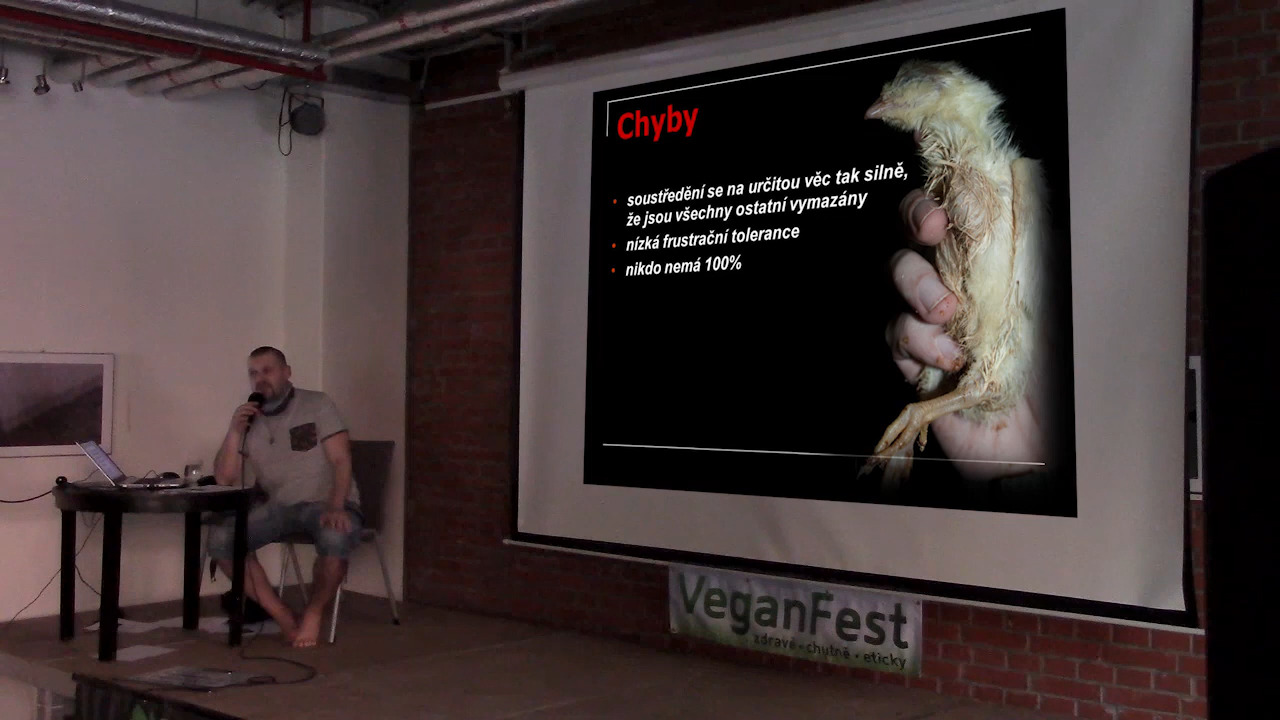 Chyby
soustředění se na určitou věc tak silně,
že jsou všechny ostatní vymazány
nízká frustrační tolerance
nikdo nemá 100%
VeganFest
zdravě • chutně • eticky